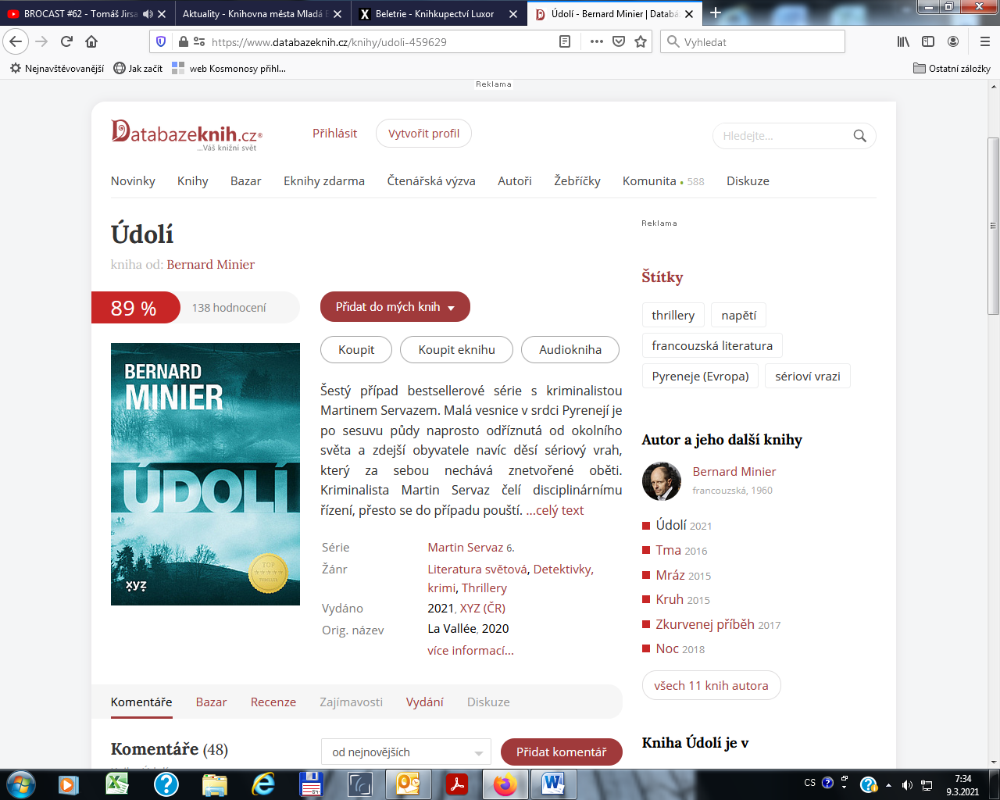 BROCAST #62 - Tomáš Jirsa
Aktuality - Knihovna města Mladá B
Beletrie - Knihkupectví Luxor
Údolí - Bernard Minier | Databáz
https://www.databazeknih.cz/knihy/udoli-459629
Vyhledat
Nejnavštěvovanější
Jak začít
web Kosmonosy přihl...
Ostatní záložky
Reklama
Databazeknih.cz®
...Váš knižní svět
Přihlásit
Vytvořit profil
Hledejte...
Novinky
Knihy
Bazar
Eknihy zdarma
Čtenářská výzva
Autoři
Žebříčky
Komunita • 588
Diskuze
Údolí
kniha od: Bernard Minier
89 %
138 hodnocení
Přidat do mých knih
Koupit
Koupit eknihu
Audiokniha
BERNARD
MINIER
ÚDOLÍ
TOP
THRILLER
xyz
Šestý případ bestsellerové série s kriminalistou
Martinem Servazem. Malá vesnice v srdci Pyrenejí je
po sesuvu půdy naprosto odříznutá od okolního
světa a zdejší obyvatele navíc děsí sériový vrah,
který za sebou nechává znetvořené oběti.
Kriminalista Martin Servaz čelí disciplinárnímu
řízení, přesto se do případu pouští. ...celý text
Série
Martin Servaz 6.
Žánr
Literatura světová, Detektivky,
krimi, Thrillery
Vydáno
2021, XYZ (ČR)
Orig. název
La Vallée, 2020
více informací...
Komentáře
Bazar
Recenze
Zajímavosti
Vydání
Diskuze
Komentáře (48)
od nejnovějších
Přidat komentář
Reklama
Štítky
thrillery
napětí
francouzská literatura
Pyreneje (Evropa)
sérioví vrazi
Autor a jeho další knihy
Bernard Minier
francouzská, 1960
Údolí 2021
Tma 2016
Mráz 2015
Kruh 2015
Zkurvenej příběh 2017
Noc 2018
všech 11 knih autora
Kniha Údolí je v
CS
7:34
9.3.2021